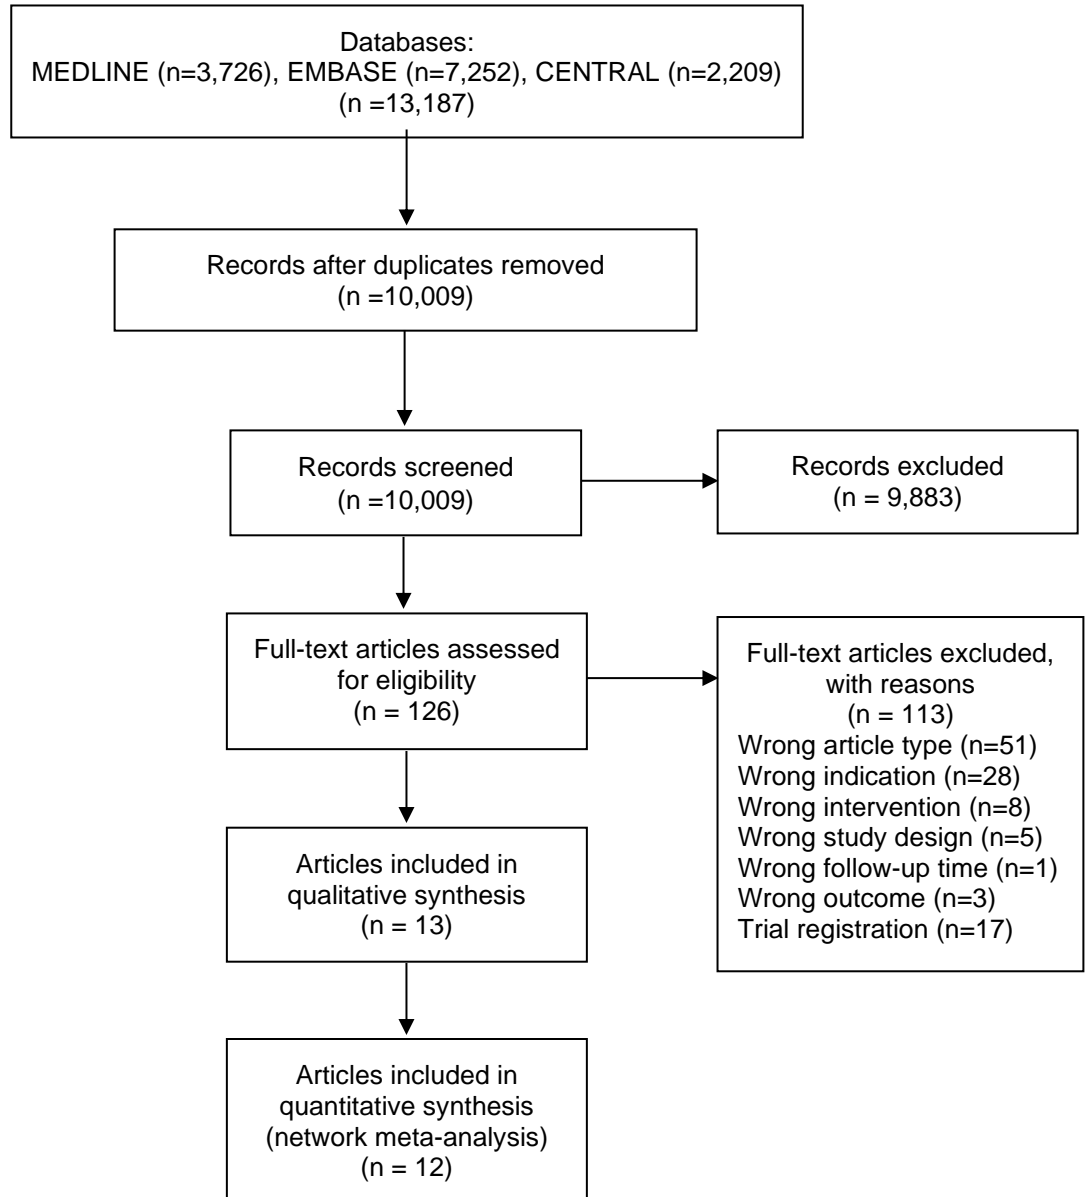 Databases:
MEDLINE (n=3,726), EMBASE (n=7,252), CENTRAL (n=2,209)
(n =13,187)
Records after duplicates removed
(n =10,009)
Records screened
(n =10,009)
Records excluded
(n = 9,883)
Full-text articles assessed
for eligibility
(n = 126)
Full-text articles excluded,
with reasons
(n = 113)
Wrong article type (n=51)
Wrong indication (n=28)
Wrong intervention (n=8)
Wrong study design (n=5)
Wrong follow-up time (n=1)
Wrong outcome (n=3)
Trial registration (n=17)
Articles included in
qualitative synthesis
(n = 13)
Articles included in
quantitative synthesis
(network meta-analysis)
(n = 12)